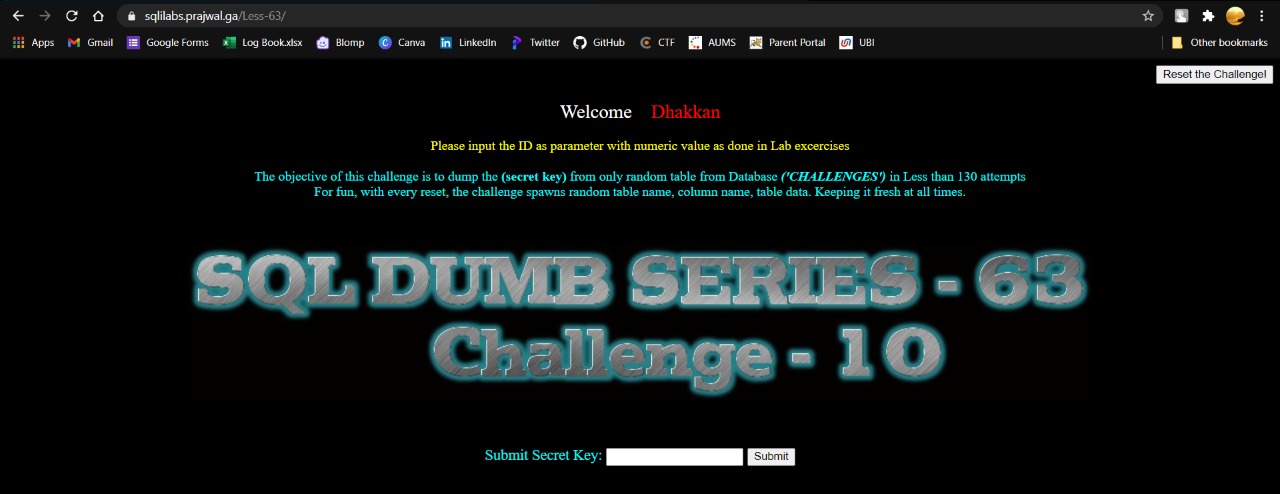 sqlilabs.prajwal.ga/Less-63/
Apps Gmail Google Forms Log Book.xlsx Blomp Canva LinkedIn Twitter GitHub CTF AUMS Parent Portal UBI Other bookmarks
Reset the Challenge!
Welcome Dhakkan
Please input the ID as parameter with numeric value as done in Lab excercises
The objective of this challenge is to dump the (secret key) from only random table from Database ('CHALLENGES') in Less than 130 attempts
For fun, with every reset, the challenge spawns random table name, column name, table data. Keeping it fresh at all times.
SQL DUMB SERIES - 63
Challenge - 10
Submit Secret Key: Submit